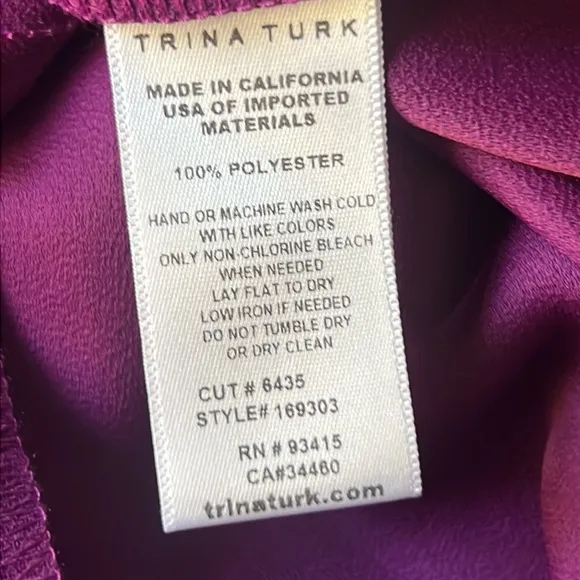 TRINA TURK
MADE IN CALIFORNIA
USA OF IMPORTED
MATERIALS
100% POLYESTER
HAND OR MACHINE WASH COLD
WITH LIKE COLORS
ONLY NON-CHLORINE BLEACH
WHEN NEEDED
LAY FLAT TO DRY
LOW IRON IF NEEDED
DO NOT TUMBLE DRY
OR DRY CLEAN
CUT # 6435
STYLE# 169303
RN # 93415
CA#34460
trinaturk.com